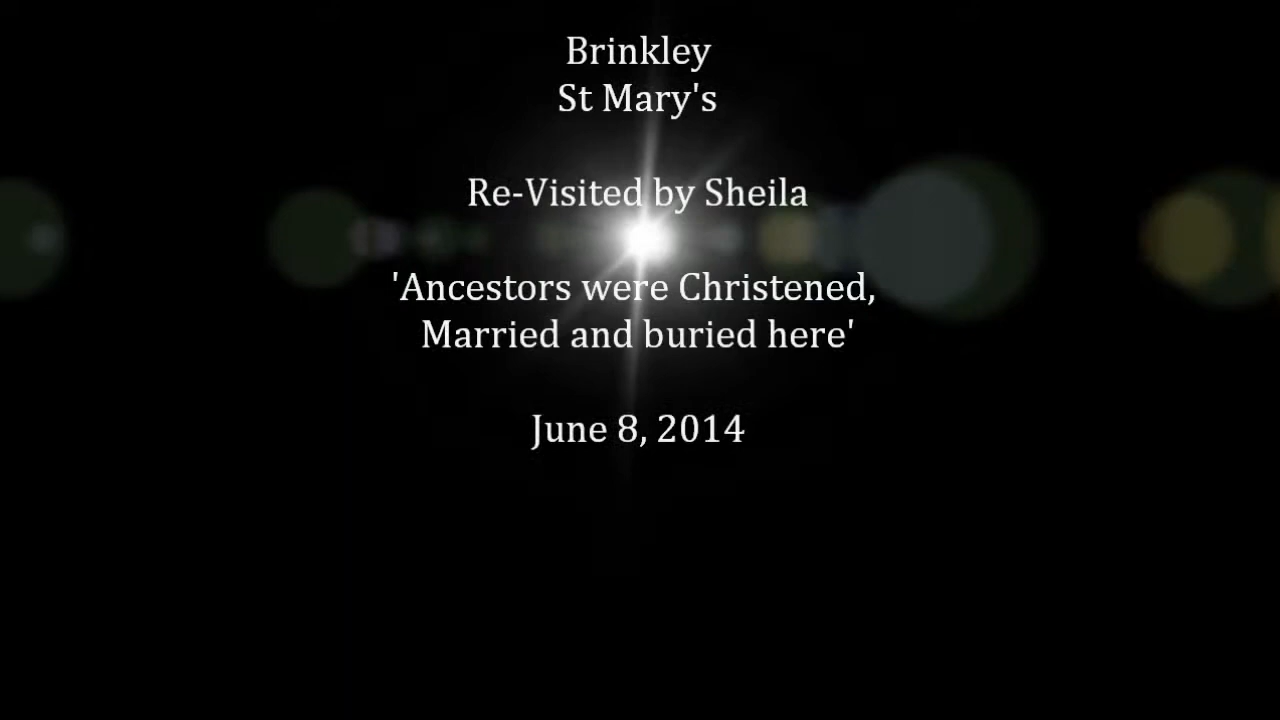 Brinkley
St Mary's
Re-Visited by Sheila
'Ancestors were Christened,
Married and buried here'
June 8, 2014